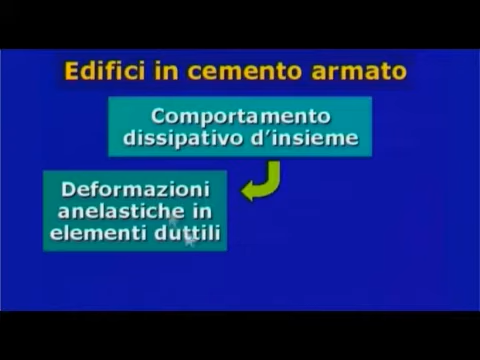 Edifici in cemento armato
Comportamento
dissipativo d'insieme
Deformazioni
anelastiche in
elementi duttili